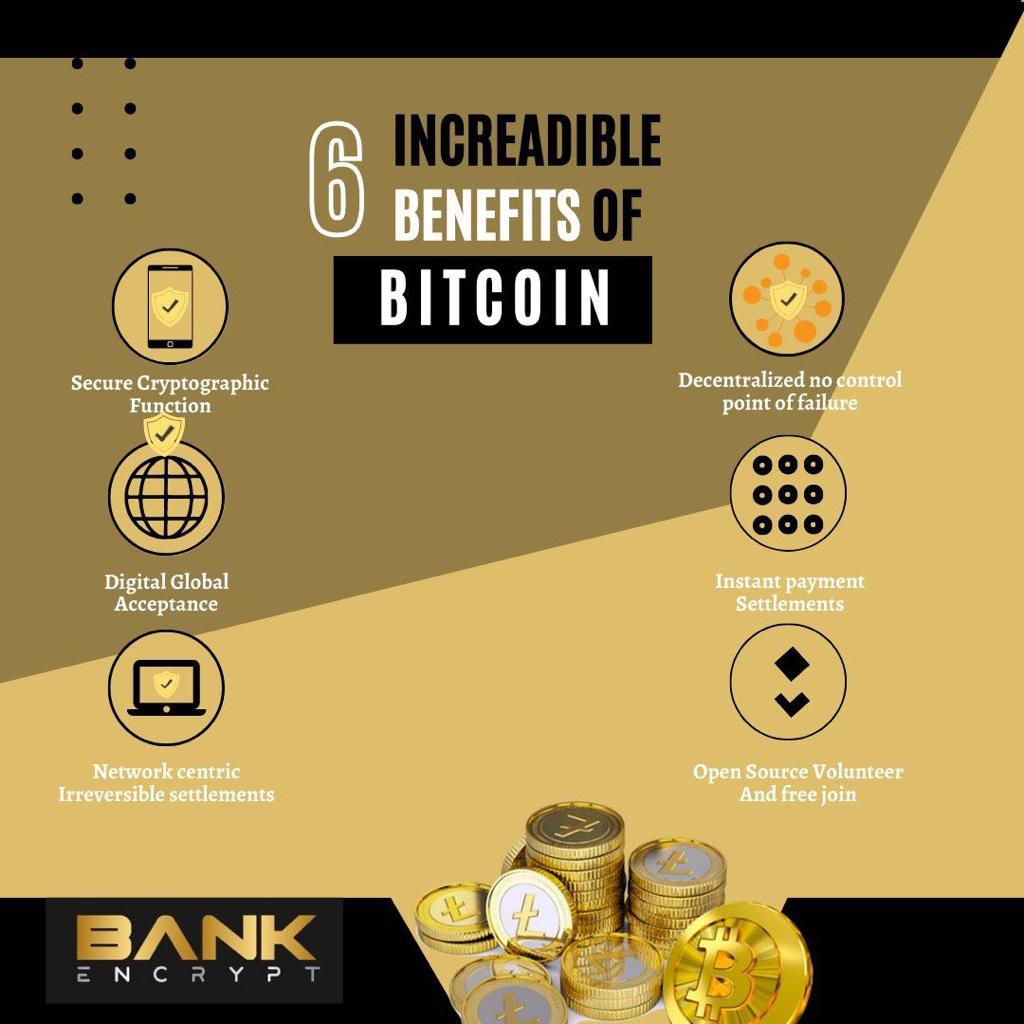 6
INCREADIBLE
BENEFITS OF
BITCOIN
Secure Cryptographic
Function
Decentralized no control
point of failure
Digital Global
Acceptance
Instant payment
Settlements
Network centric
Irreversible settlements
Open Source Volunteer
And free join
BANK
ENCRYPT